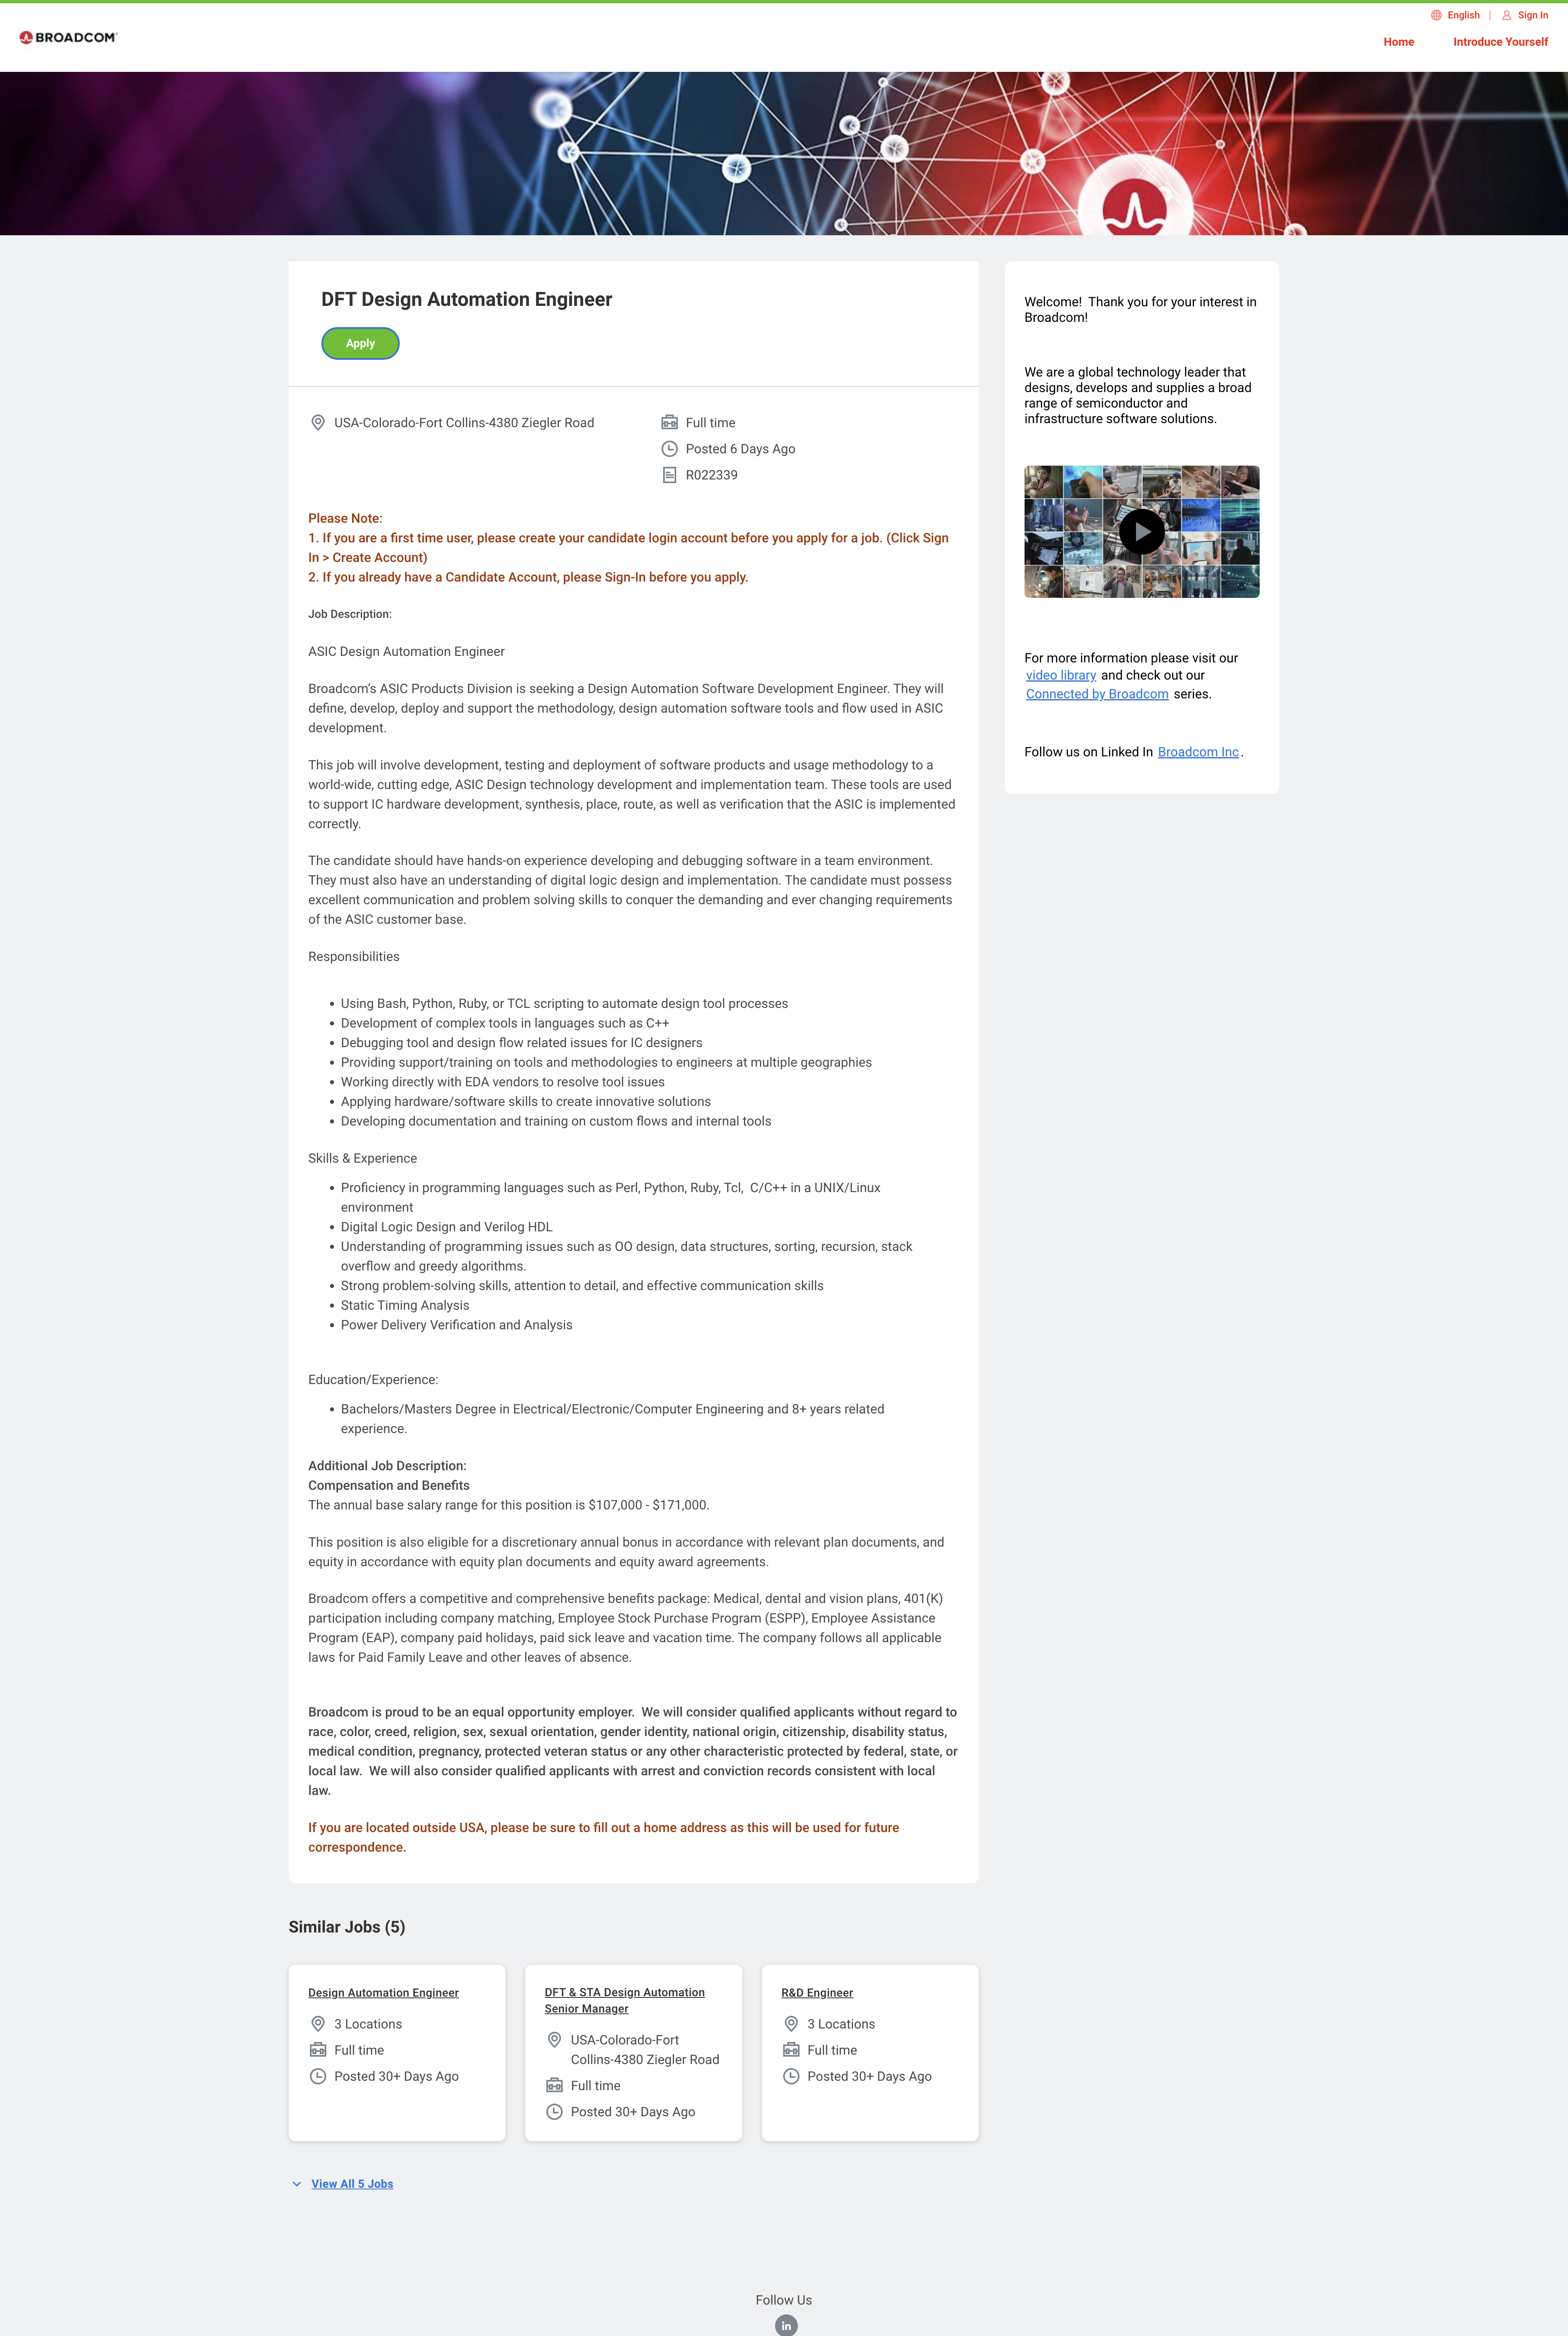 English | Sign In
BROADCOM
Home Introduce Yourself
DFT Design Automation Engineer
Apply
USA-Colorado-Fort Collins-4380 Ziegler Road
Full time
Posted 6 Days Ago
R022339
Please Note:
1. If you are a first time user, please create your candidate login account before you apply for a job. (Click Sign
In > Create Account)
2. If you already have a Candidate Account, please Sign-In before you apply.
Job Description:
ASIC Design Automation Engineer
Broadcom’s ASIC Products Division is seeking a Design Automation Software Development Engineer. They will
define, develop, deploy and support the methodology, design automation software tools and flow used in ASIC
development.
This job will involve development, testing and deployment of software products and usage methodology to a
world-wide, cutting edge, ASIC Design technology development and implementation team. These tools are used
to support IC hardware development, synthesis, place, route, as well as verification that the ASIC is implemented
correctly.
The candidate should have hands-on experience developing and debugging software in a team environment.
They must also have an understanding of digital logic design and implementation. The candidate must possess
excellent communication and problem solving skills to conquer the demanding and ever changing requirements
of the ASIC customer base.
Responsibilities
• Using Bash, Python, Ruby, or TCL scripting to automate design tool processes
• Development of complex tools in languages such as C++
• Debugging tool and design flow related issues for IC designers
• Providing support/training on tools and methodologies to engineers at multiple geographies
• Working directly with EDA vendors to resolve tool issues
• Applying hardware/software skills to create innovative solutions
• Developing documentation and training on custom flows and internal tools
Skills & Experience
• Proficiency in programming languages such as Perl, Python, Ruby, Tcl,  C/C++ in a UNIX/Linux
environment
• Digital Logic Design and Verilog HDL
• Understanding of programming issues such as OO design, data structures, sorting, recursion, stack
overflow and greedy algorithms.
• Strong problem-solving skills, attention to detail, and effective communication skills
• Static Timing Analysis
• Power Delivery Verification and Analysis
Education/Experience:
• Bachelors/Masters Degree in Electrical/Electronic/Computer Engineering and 8+ years related
experience.
Additional Job Description:
Compensation and Benefits
The annual base salary range for this position is $107,000 - $171,000.
This position is also eligible for a discretionary annual bonus in accordance with relevant plan documents, and
equity in accordance with equity plan documents and equity award agreements.
Broadcom offers a competitive and comprehensive benefits package: Medical, dental and vision plans, 401(K)
participation including company matching, Employee Stock Purchase Program (ESPP), Employee Assistance
Program (EAP), company paid holidays, paid sick leave and vacation time. The company follows all applicable
laws for Paid Family Leave and other leaves of absence.
Broadcom is proud to be an equal opportunity employer.  We will consider qualified applicants without regard to
race, color, creed, religion, sex, sexual orientation, gender identity, national origin, citizenship, disability status,
medical condition, pregnancy, protected veteran status or any other characteristic protected by federal, state, or
local law.  We will also consider qualified applicants with arrest and conviction records consistent with local
law.
If you are located outside USA, please be sure to fill out a home address as this will be used for future
correspondence.
Welcome!  Thank you for your interest in
Broadcom!
We are a global technology leader that
designs, develops and supplies a broad
range of semiconductor and
infrastructure software solutions.
For more information please visit our
video library and check out our
Connected by Broadcom series.
Follow us on Linked In Broadcom Inc.
Similar Jobs (5)
Design Automation Engineer
3 Locations
Full time
Posted 30+ Days Ago
DFT & STA Design Automation
Senior Manager
USA-Colorado-Fort
Collins-4380 Ziegler Road
Full time
Posted 30+ Days Ago
R&D Engineer
3 Locations
Full time
Posted 30+ Days Ago
View All 5 Jobs
Follow Us
in